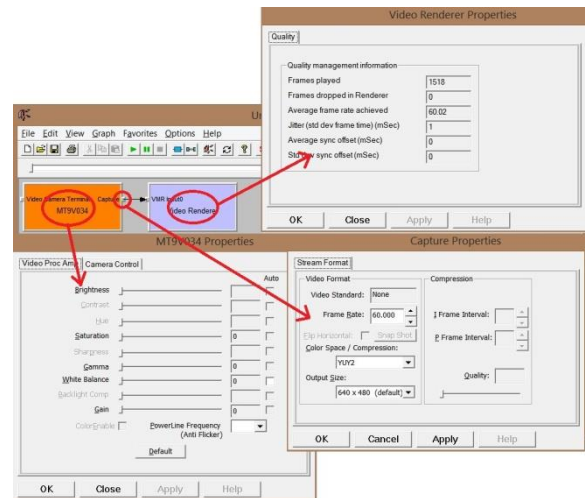 Video Renderer Properties
Quality
Quality management information
Frames played 1518
Frames dropped in Renderer 0
Average frame rate achieved 60.02
Jitter (std dev frame time) (mSec) 1
Average sync offset (mSec) 0
Std dev sync offset (mSec) 0
OK Close Apply Help
File Edit View Graph Favorites Options Help
Video Camera Terminal Capture
MT9V034
VMR Input0
Video Renderer
MT9V034 Properties
Video Proc Amp Camera Control
Auto
Brightness
Contrast
Hue
Saturation 0
Sharpness
Gamma 0
White Balance 0
Backlight Comp
Gain 0
ColorEnable PowerLine Frequency
(Anti Flicker)
Default
OK Close Apply Help
Capture Properties
Stream Format
Video Format
Video Standard: None
Frame Rate: 60.000
Flip Horizontal: Snap Shot
Color Space / Compression:
YUY2
Output Size:
640 x 480 (default)
Compression
I Frame Interval:
P Frame Interval:
Quality:
OK Cancel Apply Help